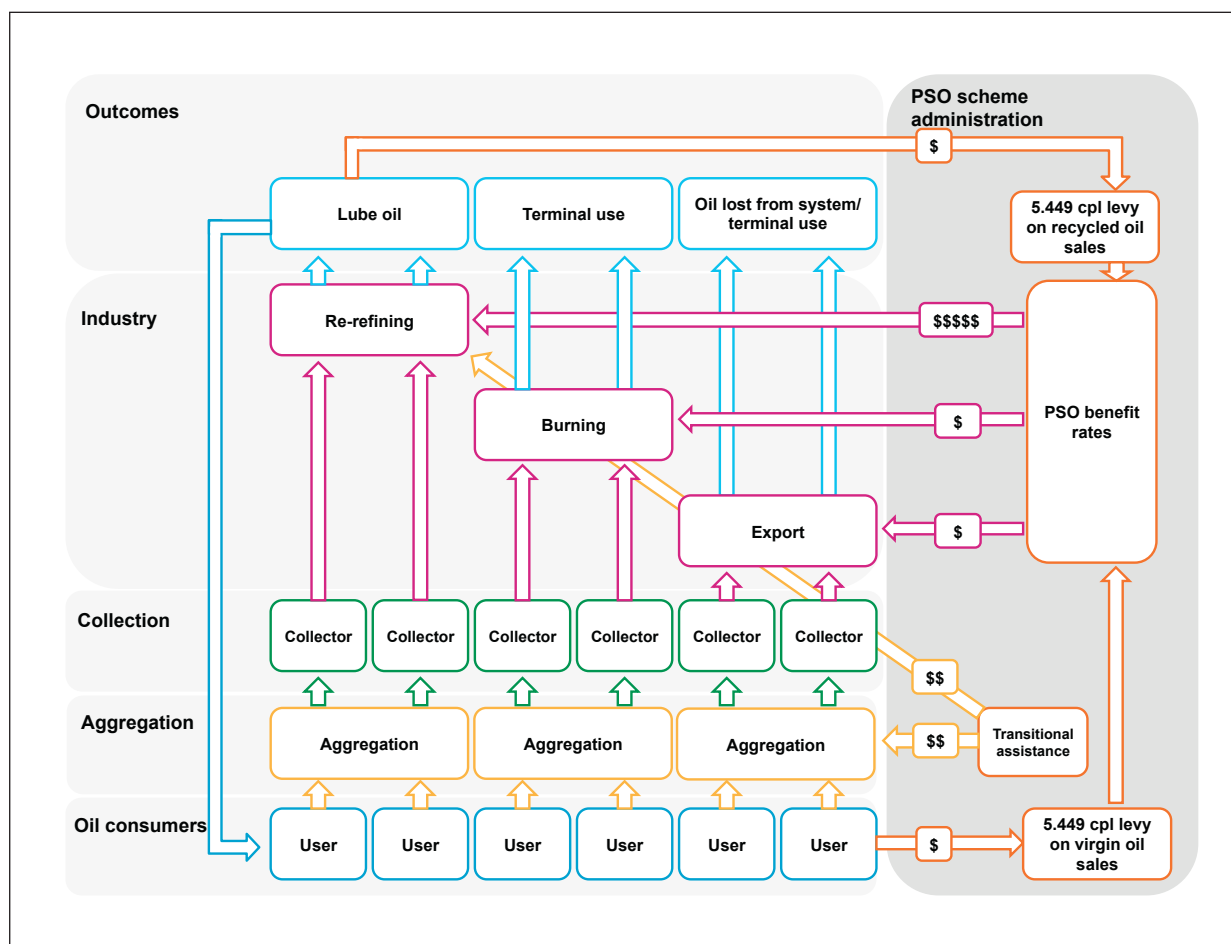 Outcomes
PSO scheme
administration
$
Lube oil
Terminal use
Oil lost from system/
terminal use
5.449 cpl levy
on recycled oil
sales
Industry
Re-refining
$$$$$
Burning
$
PSO benefit
rates
Export
$
Collection
Collector
Collector
Collector
Collector
Collector
Collector
$$
Aggregation
Aggregation
Aggregation
Aggregation
$$
Transitional
assistance
Oil consumers
User
User
User
User
User
User
$
5.449 cpl levy
on virgin oil
sales